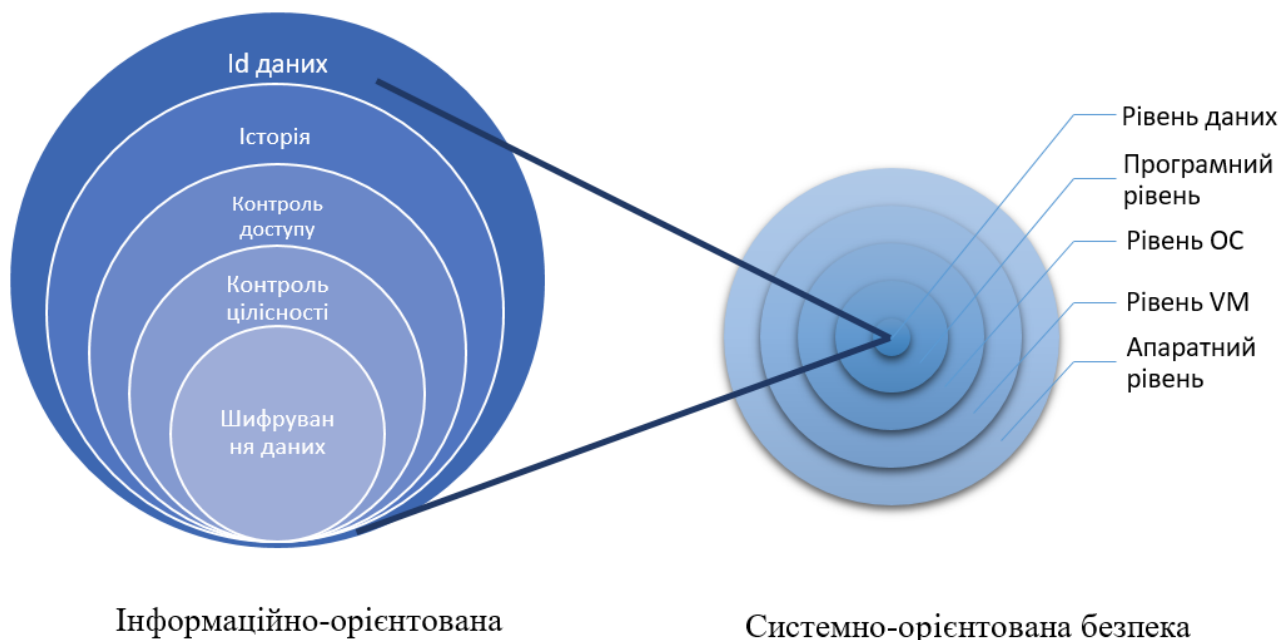 Id даних
Історія
Контроль
доступу
Контроль
цілісності
Шифруван
ня даних
Рівень даних
Програмний
рівень
Рівень ОС
Рівень VM
Апаратний
рівень
Інформаційно-орієнтована
Системно-орієнтована безпека